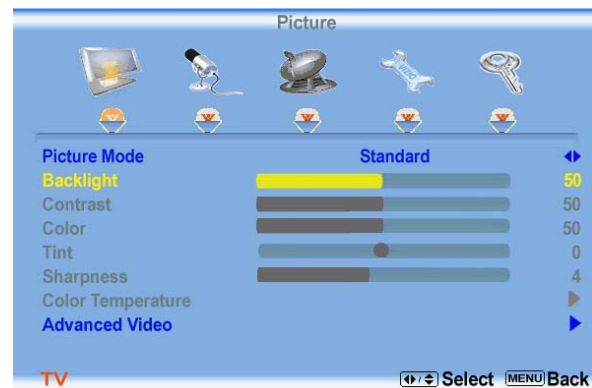 Picture
Picture Mode Standard
Backlight 50
Contrast 50
Color 50
Tint 0
Sharpness 4
Color Temperature
Advanced Video
TV Select MENU Back